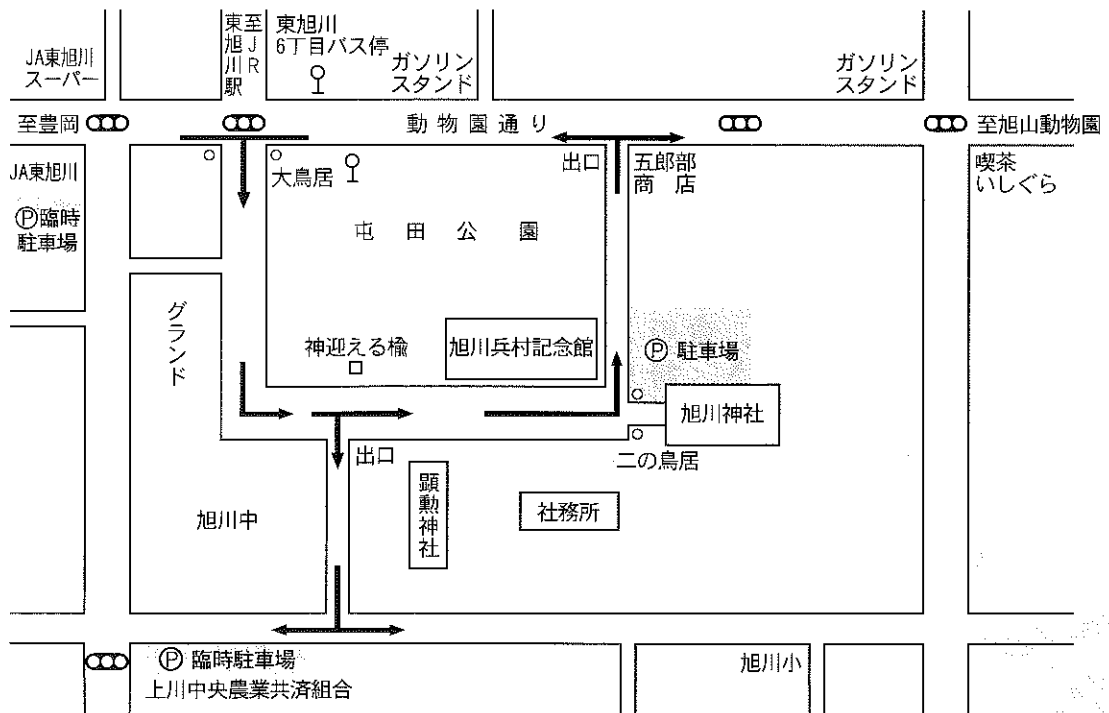 JA東旭川
スーパー
至JR
東旭川駅
東旭川
6丁目バス停
ガソリン
スタンド
ガソリン
スタンド
至豊岡
動物園通り
至旭山動物園
JA東旭川
Ⓟ臨時
駐車場
大鳥居
出口
五郎部
商店
喫茶
いしぐら
屯田公園
グランド
神迎える楡
旭川兵村記念館
Ⓟ 駐車場
旭川神社
出口
二の鳥居
顕勲神社
社務所
旭川中
Ⓟ 臨時駐車場
上川中央農業共済組合
旭川小